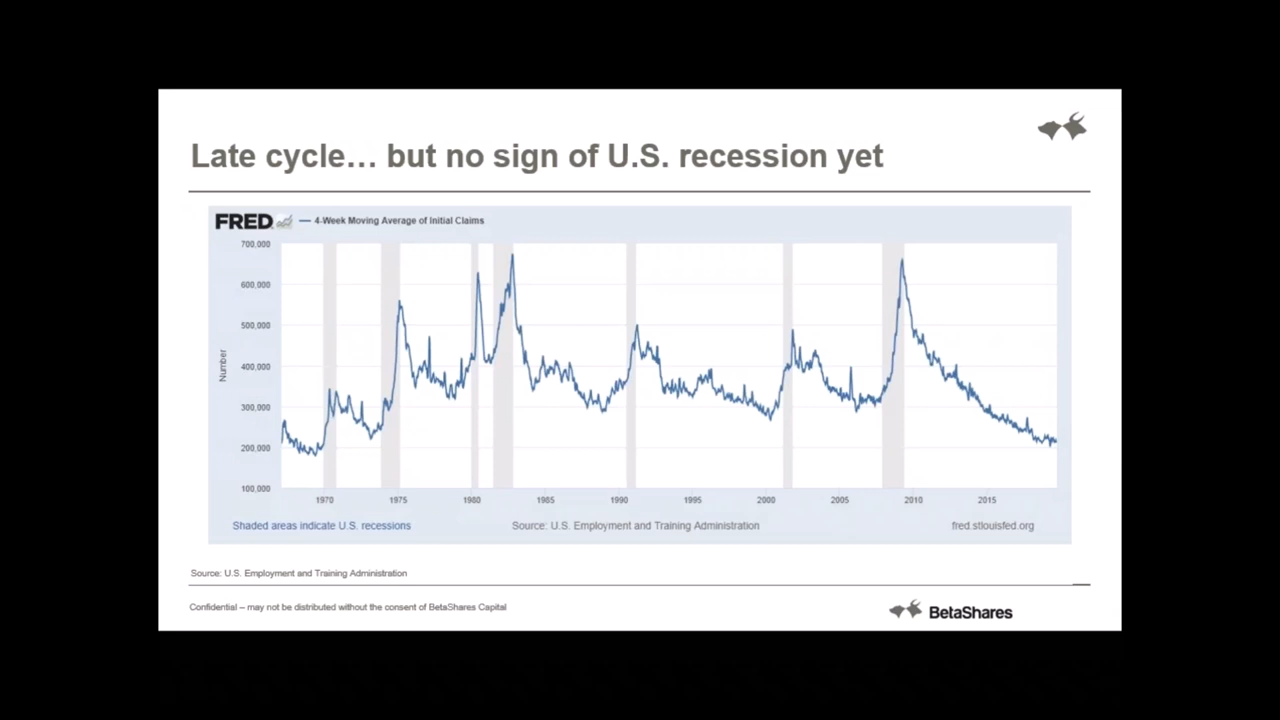 Late cycle... but no sign of U.S. recession yet
FRED
4-Week Moving Average of Initial Claims
700,000
600,000
500,000
400,000
300,000
200,000
100,000
Number
1970 1975 1980 1985 1990 1995 2000 2005 2010 2015
Shaded areas indicate U.S. recessions Source: U.S. Employment and Training Administration fred.stlouisfed.org
Source: U.S. Employment and Training Administration
Confidential – may not be distributed without the consent of BetaShares Capital
BetaShares